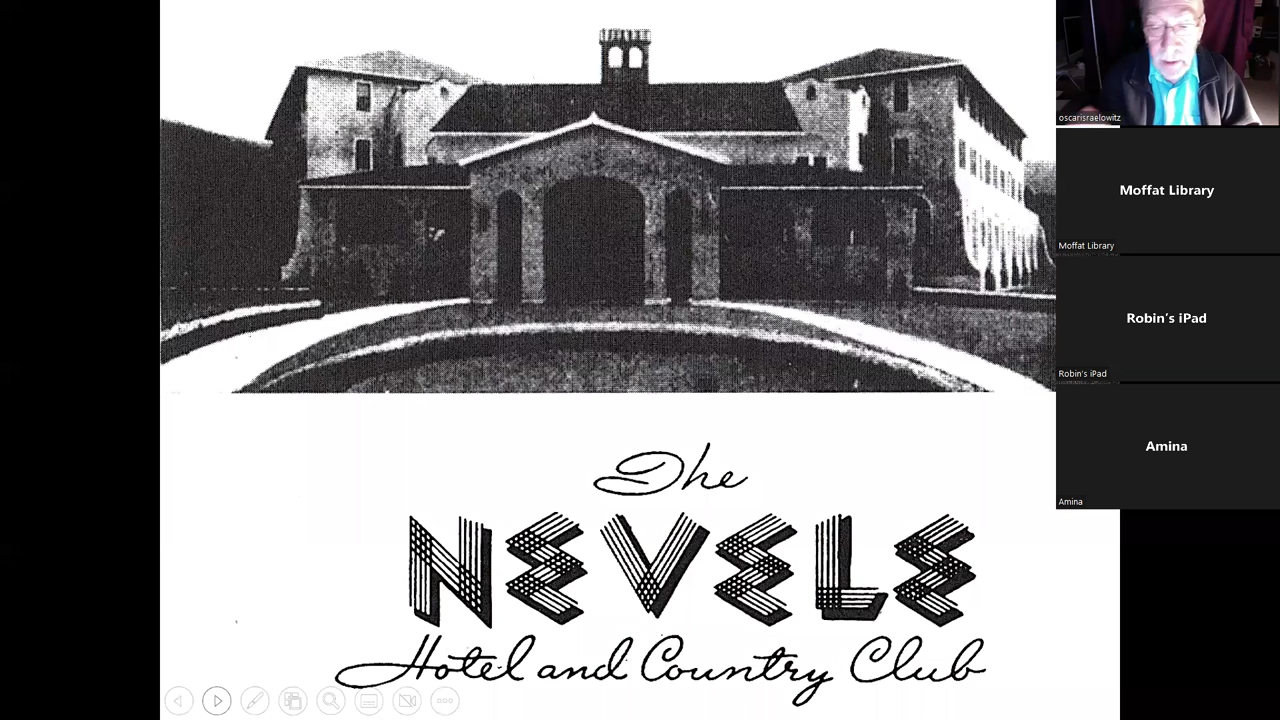 The
NEVELE
Hotel and Country Club
oscarisraelowitz
Moffat Library
Moffat Library
Robin's iPad
Robin's iPad
Amina
Amina